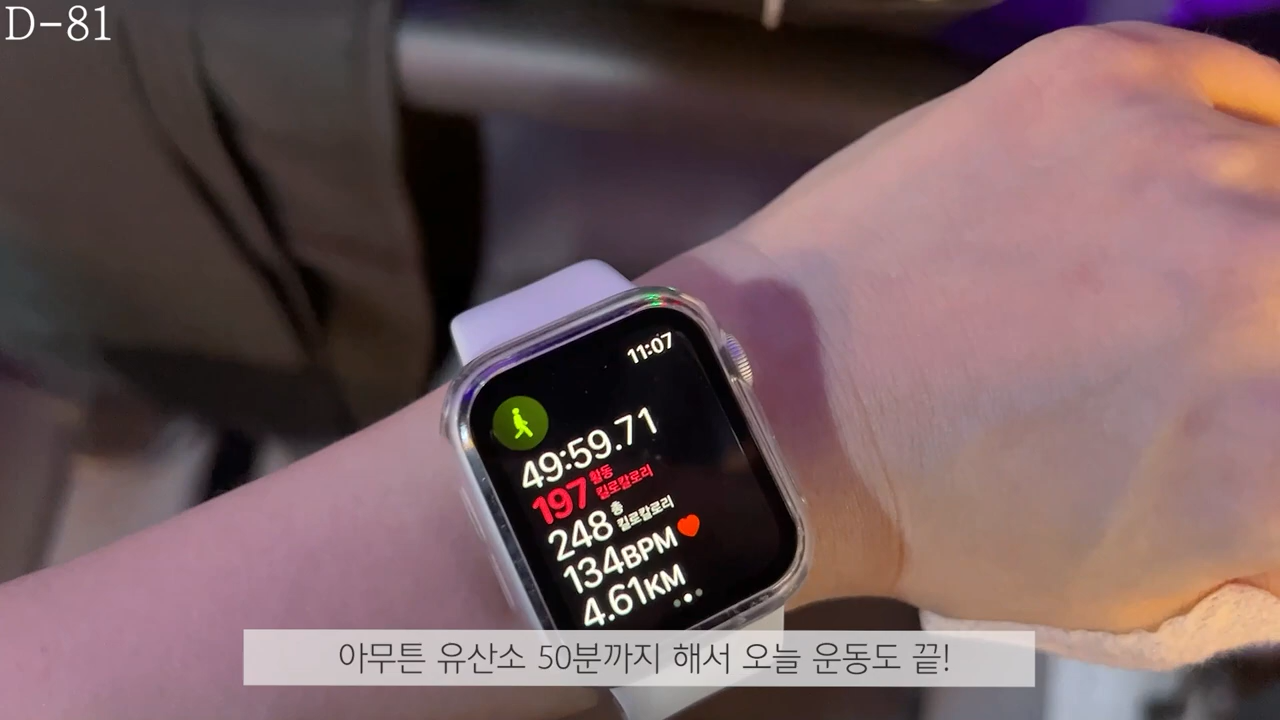 D-81
11:07
49:59.71
197 활동 킬로칼로리
248 총 킬로칼로리
134BPM
4.61KM
아무튼 유산소 50분까지 해서 오늘 운동도 끝!